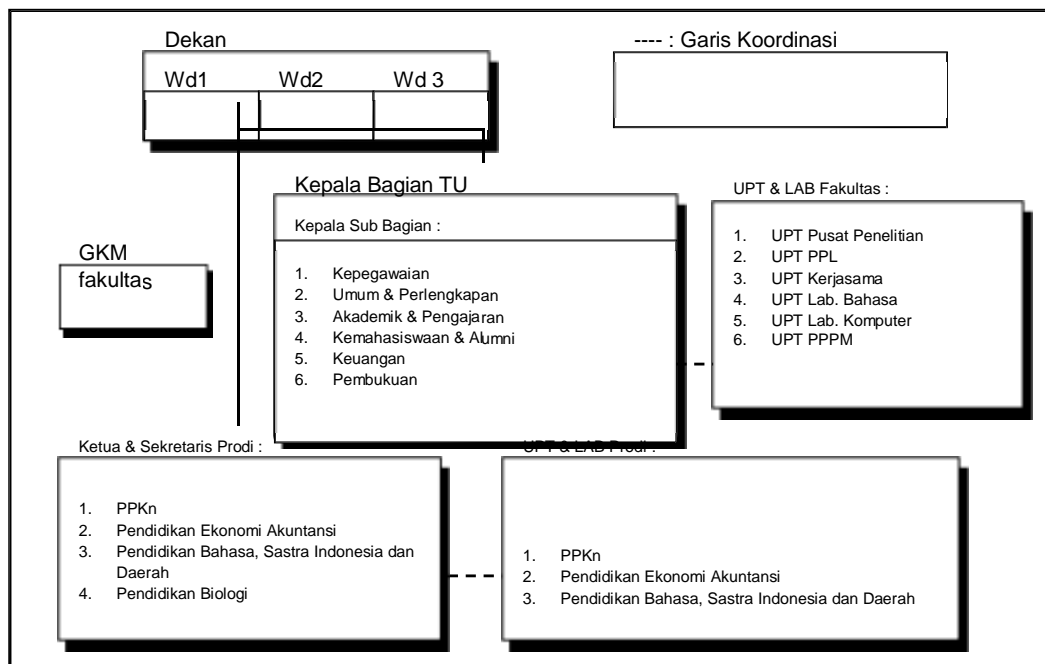 Dekan
---- : Garis Koordinasi
Wd1 Wd2 Wd 3
Kepala Bagian TU
Kepala Sub Bagian :
1. Kepegawaian
2. Umum & Perlengkapan
3. Akademik & Pengajaran
4. Kemahasiswaan & Alumni
5. Keuangan
6. Pembukuan
UPT & LAB Fakultas :
1. UPT Pusat Penelitian
2. UPT PPL
3. UPT Kerjasama
4. UPT Lab. Bahasa
5. UPT Lab. Komputer
6. UPT PPPM
GKM
fakultas
Ketua & Sekretaris Prodi :
1. PPKn
2. Pendidikan Ekonomi Akuntansi
3. Pendidikan Bahasa, Sastra Indonesia dan
Daerah
4. Pendidikan Biologi
UPT & LAB Prodi :
1. PPKn
2. Pendidikan Ekonomi Akuntansi
3. Pendidikan Bahasa, Sastra Indonesia dan Daerah